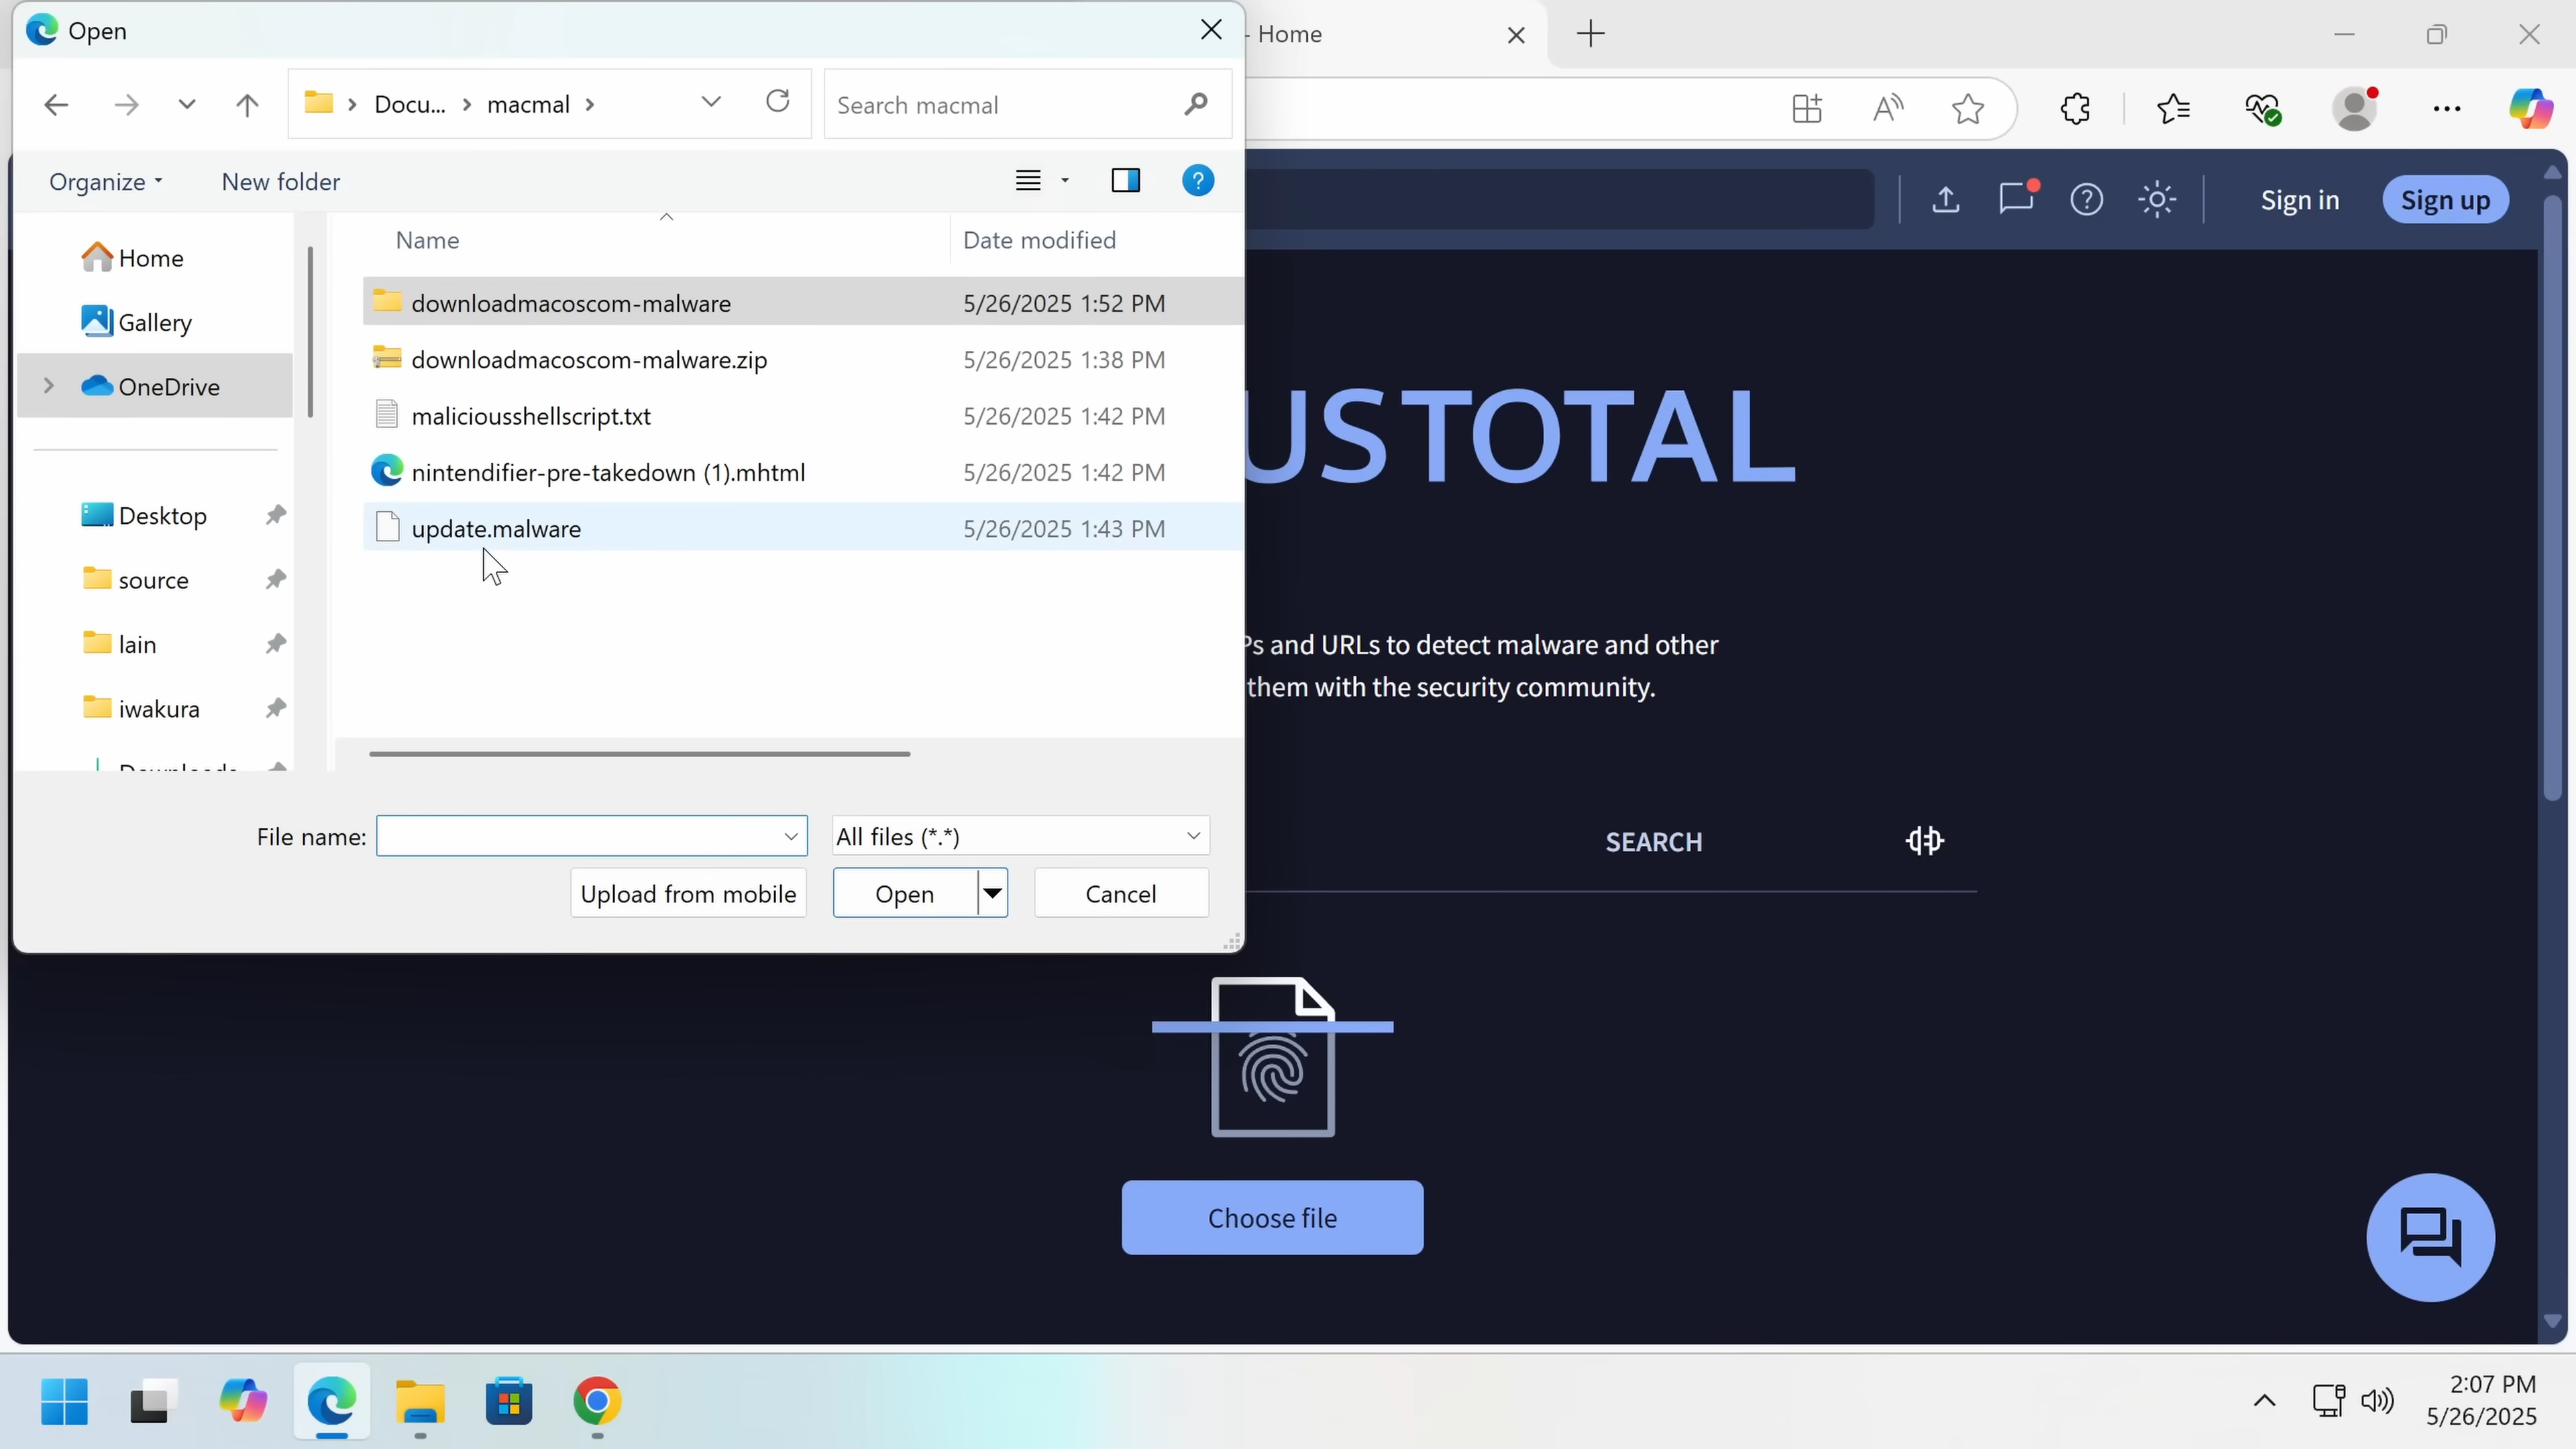 Open
- Home
Docu...
macmal
Search macmal
Organize
New folder
Sign in
Sign up
Name
Date modified
Home
Gallery
OneDrive
Desktop
source
lain
iwakura
Downloads
downloadmacoscom-malware 5/26/2025 1:52 PM
downloadmacoscom-malware.zip 5/26/2025 1:38 PM
maliciousshellscript.txt 5/26/2025 1:42 PM
nintendifier-pre-takedown (1).mhtml 5/26/2025 1:42 PM
update.malware 5/26/2025 1:43 PM
File name:
All files (*.*)
Upload from mobile
Open
Cancel
USTOTAL
Ps and URLs to detect malware and other
them with the security community.
SEARCH
Choose file
2:07 PM
5/26/2025